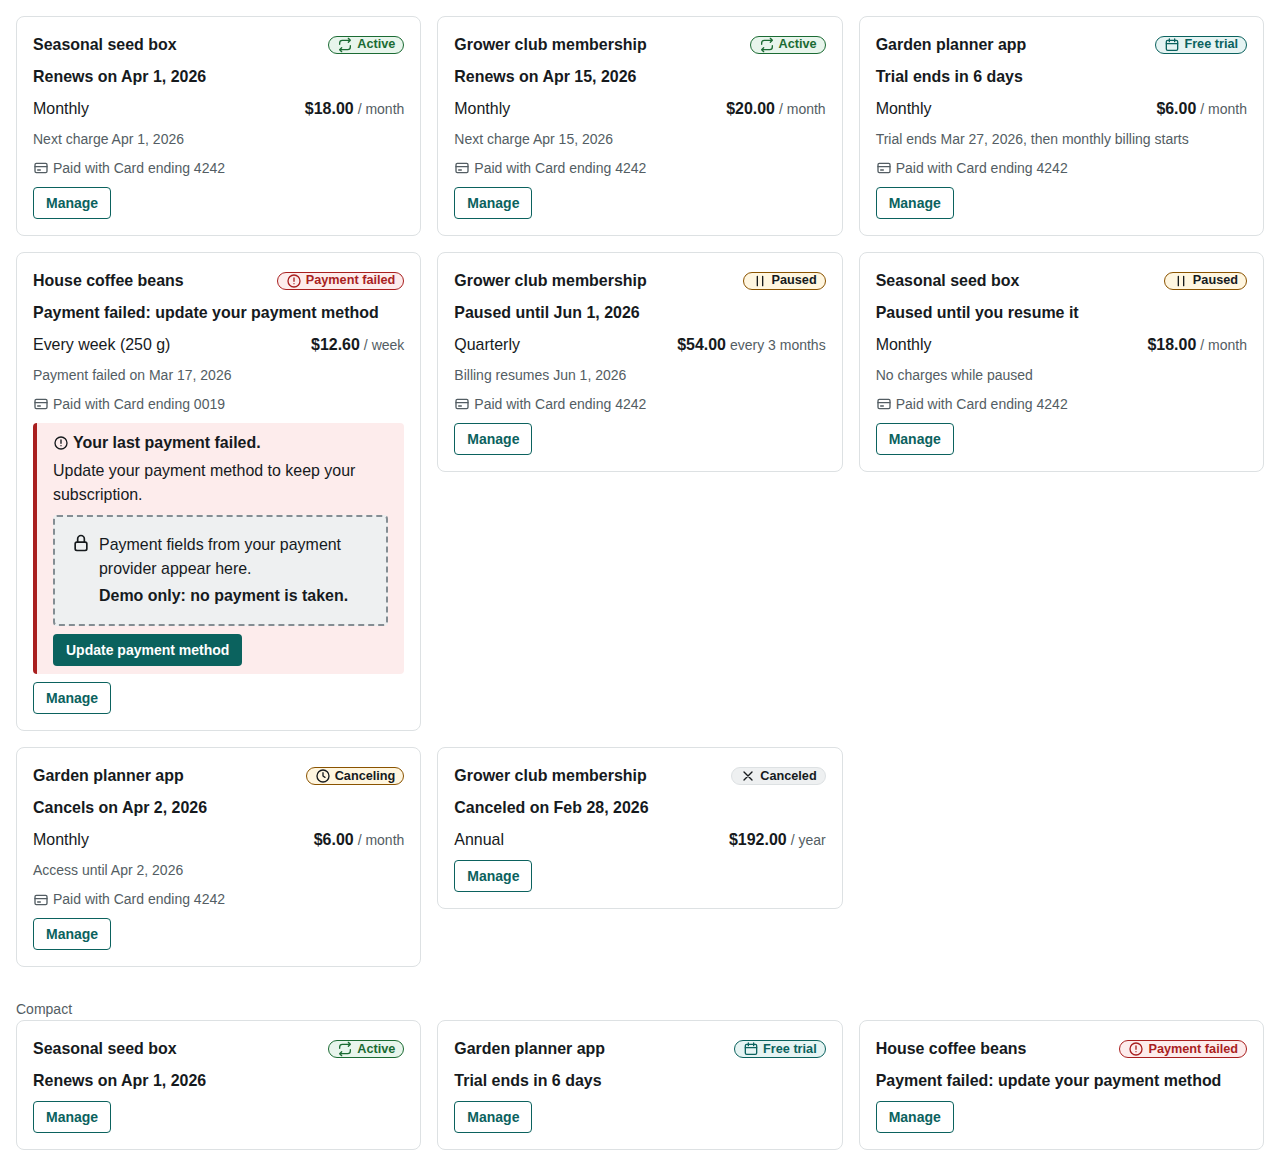 Seasonal seed box
Active
Renews on Apr 1, 2026
Monthly
$18.00 / month
Next charge Apr 1, 2026
Paid with Card ending 4242
Manage
Grower club membership
Active
Renews on Apr 15, 2026
Monthly
$20.00 / month
Next charge Apr 15, 2026
Paid with Card ending 4242
Manage
Garden planner app
Free trial
Trial ends in 6 days
Monthly
$6.00 / month
Trial ends Mar 27, 2026, then monthly billing starts
Paid with Card ending 4242
Manage
House coffee beans
Payment failed
Payment failed: update your payment method
Every week (250 g)
$12.60 / week
Payment failed on Mar 17, 2026
Paid with Card ending 0019
Your last payment failed.
Update your payment method to keep your
subscription.
Payment fields from your payment
provider appear here.
Demo only: no payment is taken.
Update payment method
Manage
Grower club membership
Paused
Paused until Jun 1, 2026
Quarterly
$54.00 every 3 months
Billing resumes Jun 1, 2026
Paid with Card ending 4242
Manage
Seasonal seed box
Paused
Paused until you resume it
Monthly
$18.00 / month
No charges while paused
Paid with Card ending 4242
Manage
Garden planner app
Canceling
Cancels on Apr 2, 2026
Monthly
$6.00 / month
Access until Apr 2, 2026
Paid with Card ending 4242
Manage
Grower club membership
Canceled
Canceled on Feb 28, 2026
Annual
$192.00 / year
Manage
Compact
Seasonal seed box
Active
Renews on Apr 1, 2026
Manage
Garden planner app
Free trial
Trial ends in 6 days
Manage
House coffee beans
Payment failed
Payment failed: update your payment method
Manage